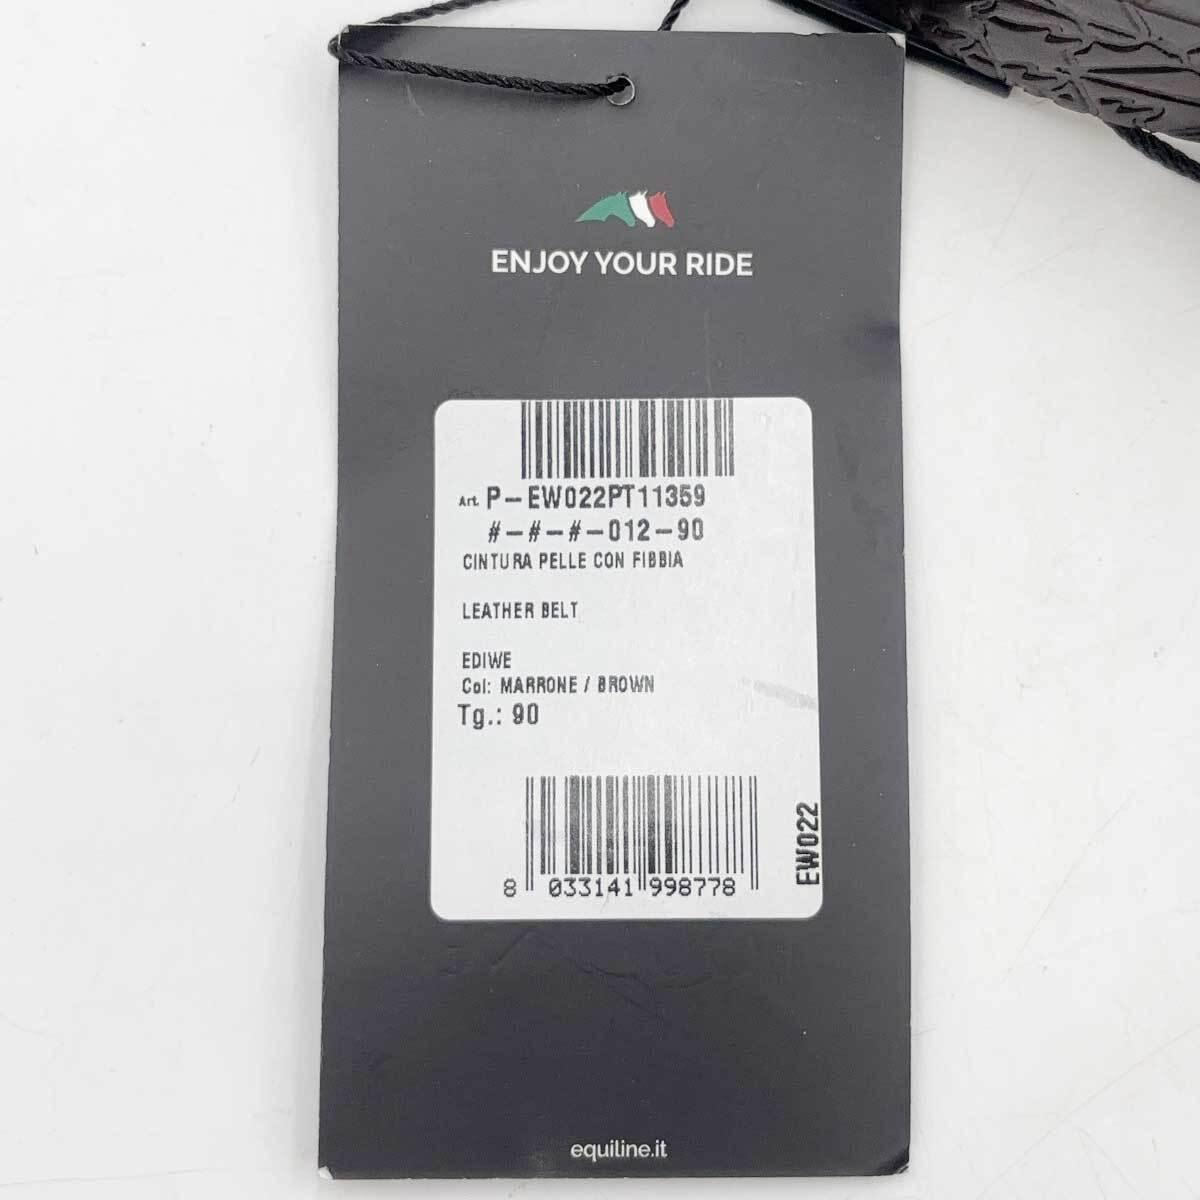 ENJOY YOUR RIDE
Art. P-EW022PT11359
#-#-#-012-90
CINTURA PELLE CON FIBBIA
LEATHER BELT
EDIWE
Col: MARRONE / BROWN
Tg.: 90
EW022
8 033141 998778
equiline.it